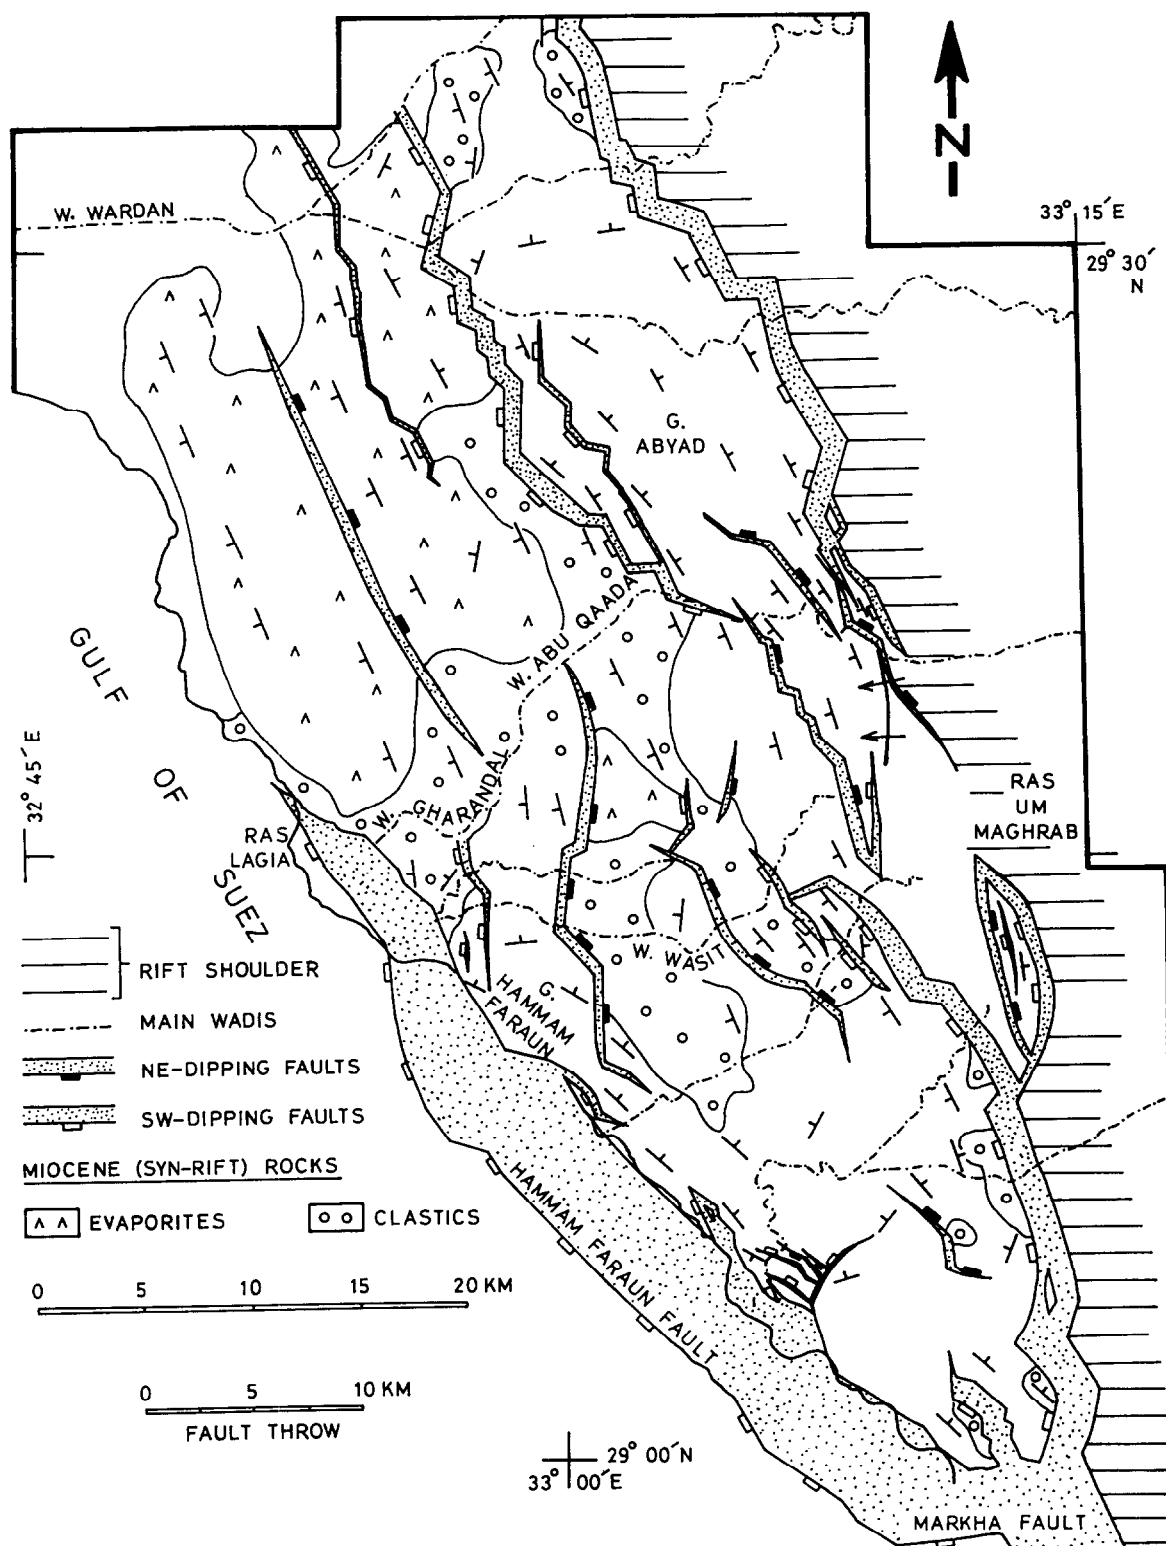 N
33° 15′E
29° 30′
N
W. WARDAN
G.
ABYAD
W. ABU QAADA
GULF
OF
SUEZ
32° 45′E
W. GHARANDAL
RAS
LAGIA
RAS
UM
MAGHRAB
W. WASIT
G.
HAMMAM
FARAUN
RIFT SHOULDER
MAIN WADIS
NE-DIPPING FAULTS
SW-DIPPING FAULTS
MIOCENE (SYN-RIFT) ROCKS
EVAPORITES
CLASTICS
HAMMAM FARAUN FAULT
0 5 10 15 20 KM
0 5 10 KM
FAULT THROW
29° 00′N
33° 00′E
MARKHA FAULT